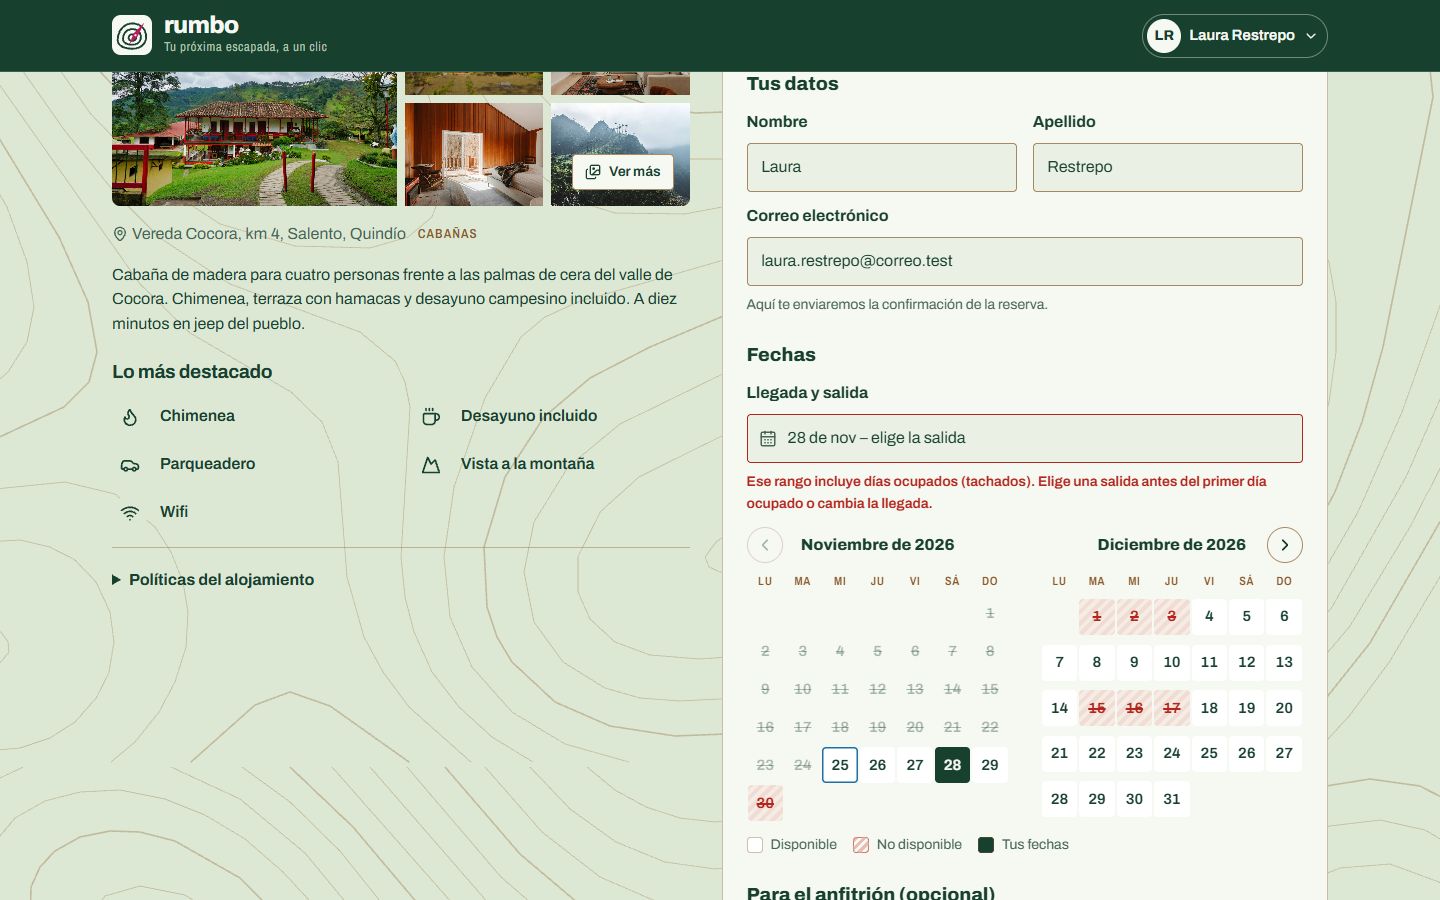 rumbo
Tu próxima escapada, a un clic
LR Laura Restrepo
Ver más
Vereda Cocora, km 4, Salento, Quindío CABAÑAS
Cabaña de madera para cuatro personas frente a las palmas de cera del valle de
Cocora. Chimenea, terraza con hamacas y desayuno campesino incluido. A diez
minutos en jeep del pueblo.
Lo más destacado
Chimenea
Desayuno incluido
Parqueadero
Vista a la montaña
Wifi
Políticas del alojamiento
Tus datos
Nombre
Apellido
Laura
Restrepo
Correo electrónico
laura.restrepo@correo.test
Aquí te enviaremos la confirmación de la reserva.
Fechas
Llegada y salida
28 de nov – elige la salida
Ese rango incluye días ocupados (tachados). Elige una salida antes del primer día
ocupado o cambia la llegada.
Noviembre de 2026
LU MA MI JU VI SÁ DO
1
2 3 4 5 6 7 8
9 10 11 12 13 14 15
16 17 18 19 20 21 22
23 24 25 26 27 28 29
30
Diciembre de 2026
LU MA MI JU VI SÁ DO
1 2 3 4 5 6
7 8 9 10 11 12 13
14 15 16 17 18 19 20
21 22 23 24 25 26 27
28 29 30 31
Disponible No disponible Tus fechas
Para el anfitrión (opcional)